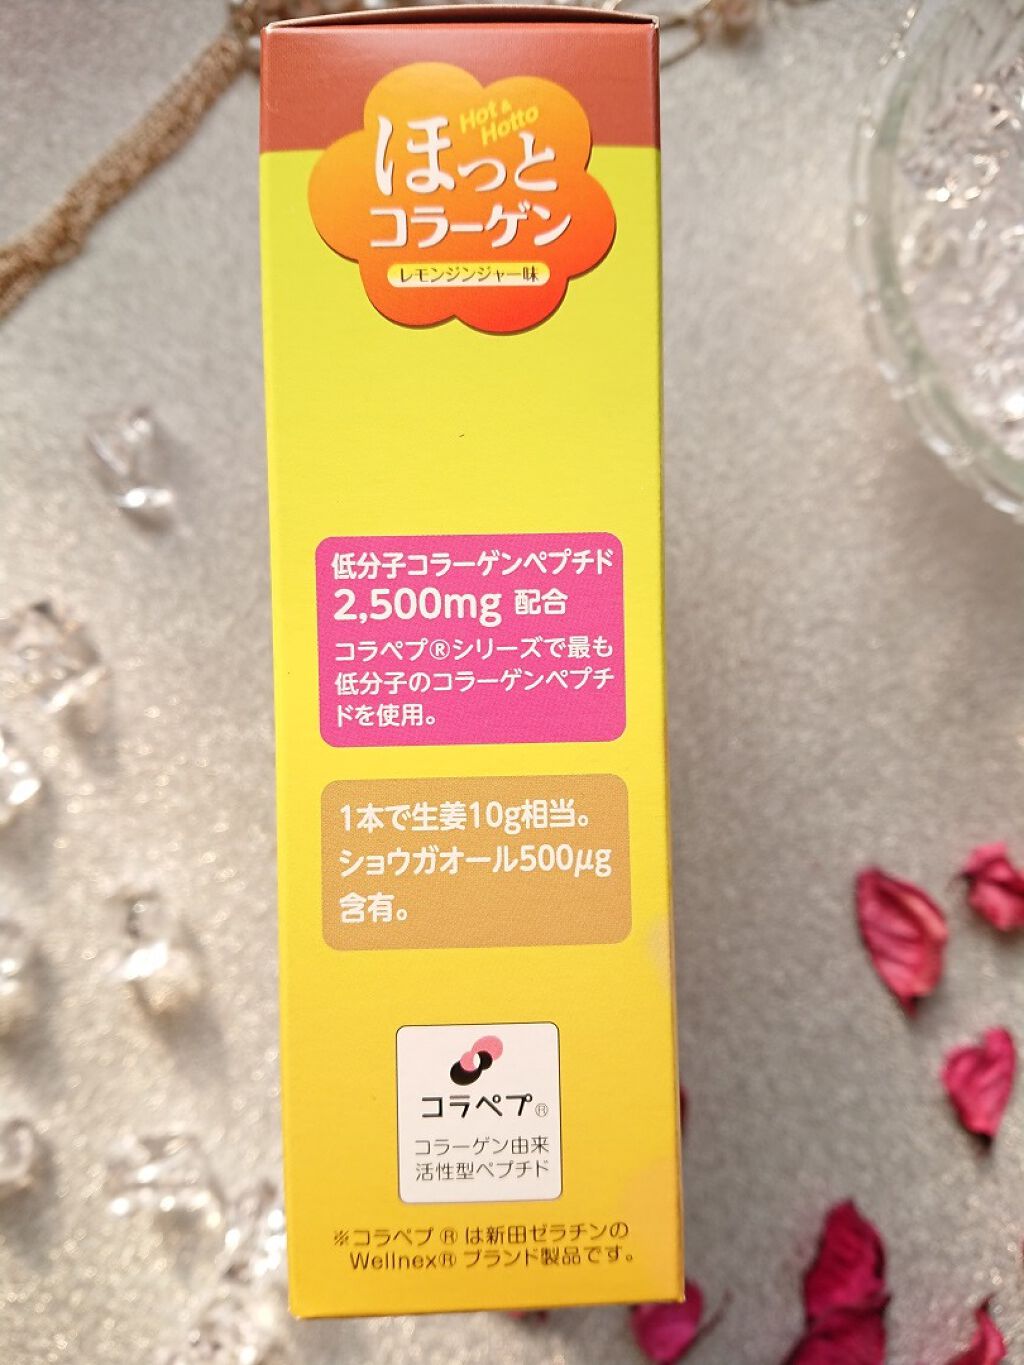 Hot &
Hotto
ほっと
コラーゲン
レモンジンジャー味
低分子コラーゲンペプチド
2,500mg 配合
コラペプ®シリーズで最も
低分子のコラーゲンペプチ
ドを使用。
1本で生姜10g相当。
ショウガオール500μg
含有。
コラペプ®
コラーゲン由来
活性型ペプチド
※コラペプ ® は新田ゼラチンの
Wellnex® ブランド製品です。